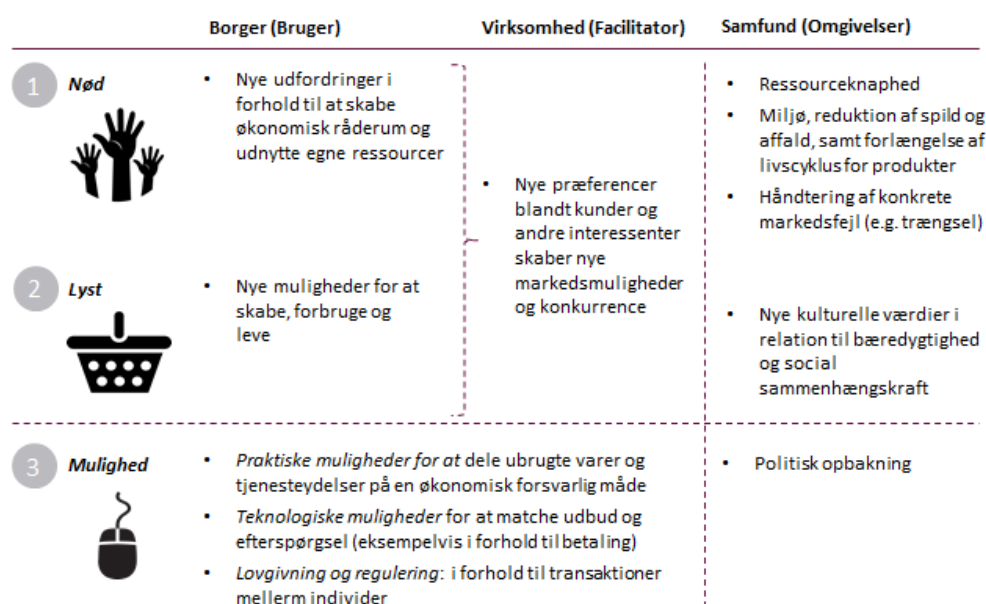 Borger (Bruger)
Virksomhed (Facilitator)
Samfund (Omgivelser)
1
Nød
• Nye udfordringer i
forhold til at skabe
økonomisk råderum og
udnytte egne ressourcer
2
Lyst
• Nye muligheder for at
skabe, forbruge og
leve
• Nye præferencer
blandt kunder og
andre interessenter
skaber nye
markedsmuligheder
og konkurrence
• Ressourceknaphed
• Miljø, reduktion af spild og
affald, samt forlængelse af
livscyklus for produkter
• Håndtering af konkrete
markedsfejl (e.g. trængsel)
• Nye kulturelle værdier i
relation til bæredygtighed
og social
sammenhængskraft
3
Mulighed
• Praktiske muligheder for at dele ubrugte varer og
tjenesteydelser på en økonomisk forsvarlig måde
• Teknologiske muligheder for at matche udbud og
efterspørgsel (eksempelvis i forhold til betaling)
• Lovgivning og regulering: i forhold til transaktioner
mellerm individer
• Politisk opbakning